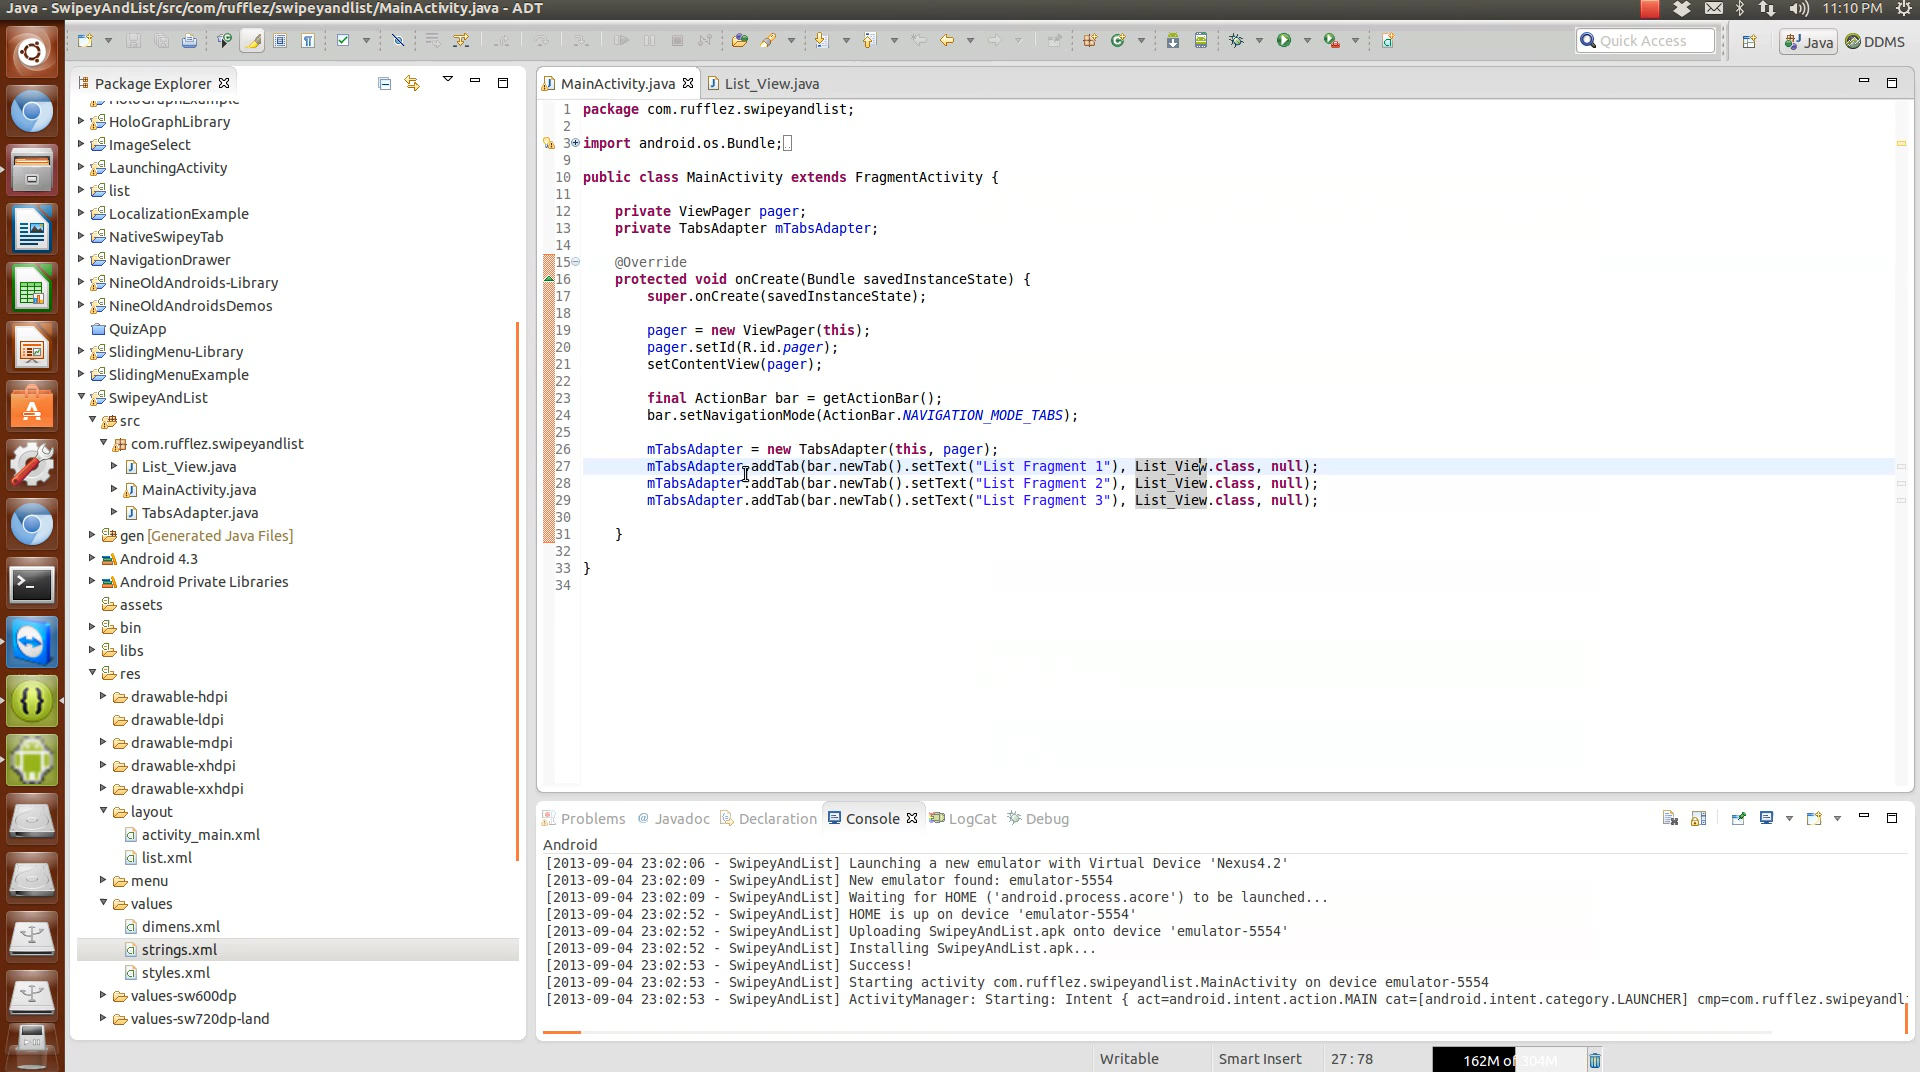 Java - SwipeyAndList/src/com/rufflez/swipeyandlist/MainActivity.java - ADT
11:10 PM
Quick Access
Java
DDMS
Package Explorer
HoloGraphExample
HoloGraphLibrary
ImageSelect
LaunchingActivity
list
LocalizationExample
NativeSwipeyTab
NavigationDrawer
NineOldAndroids-Library
NineOldAndroidsDemos
QuizApp
SlidingMenu-Library
SlidingMenuExample
SwipeyAndList
src
com.rufflez.swipeyandlist
List_View.java
MainActivity.java
TabsAdapter.java
gen [Generated Java Files]
Android 4.3
Android Private Libraries
assets
bin
libs
res
drawable-hdpi
drawable-ldpi
drawable-mdpi
drawable-xhdpi
drawable-xxhdpi
layout
activity_main.xml
list.xml
menu
values
dimens.xml
strings.xml
styles.xml
values-sw600dp
values-sw720dp-land
MainActivity.java
List_View.java
1 package com.rufflez.swipeyandlist;
2
3 import android.os.Bundle;
9
10 public class MainActivity extends FragmentActivity {
11
12 private ViewPager pager;
13 private TabsAdapter mTabsAdapter;
14
15 @Override
16 protected void onCreate(Bundle savedInstanceState) {
17 super.onCreate(savedInstanceState);
18
19 pager = new ViewPager(this);
20 pager.setId(R.id.pager);
21 setContentView(pager);
22
23 final ActionBar bar = getActionBar();
24 bar.setNavigationMode(ActionBar.NAVIGATION_MODE_TABS);
25
26 mTabsAdapter = new TabsAdapter(this, pager);
27 mTabsAdapter.addTab(bar.newTab().setText("List Fragment 1"), List_View.class, null);
28 mTabsAdapter.addTab(bar.newTab().setText("List Fragment 2"), List_View.class, null);
29 mTabsAdapter.addTab(bar.newTab().setText("List Fragment 3"), List_View.class, null);
30
31 }
32
33 }
34
Problems
@ Javadoc
Declaration
Console
LogCat
Debug
Android
[2013-09-04 23:02:06 - SwipeyAndList] Launching a new emulator with Virtual Device 'Nexus4.2'
[2013-09-04 23:02:09 - SwipeyAndList] New emulator found: emulator-5554
[2013-09-04 23:02:09 - SwipeyAndList] Waiting for HOME ('android.process.acore') to be launched...
[2013-09-04 23:02:52 - SwipeyAndList] HOME is up on device 'emulator-5554'
[2013-09-04 23:02:52 - SwipeyAndList] Uploading SwipeyAndList.apk onto device 'emulator-5554'
[2013-09-04 23:02:52 - SwipeyAndList] Installing SwipeyAndList.apk...
[2013-09-04 23:02:53 - SwipeyAndList] Success!
[2013-09-04 23:02:53 - SwipeyAndList] Starting activity com.rufflez.swipeyandlist.MainActivity on device emulator-5554
[2013-09-04 23:02:53 - SwipeyAndList] ActivityManager: Starting: Intent { act=android.intent.action.MAIN cat=[android.intent.category.LAUNCHER] cmp=com.rufflez.swipeyandl
Writable
Smart Insert
27 : 78
162M of 304M